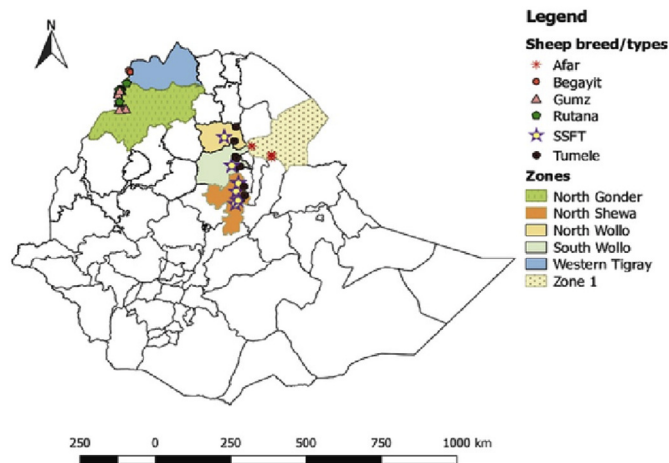 N
Legend
Sheep breed/types
Afar
Begayit
Gumz
Rutana
SSFT
Tumele
Zones
North Gonder
North Shewa
North Wollo
South Wollo
Western Tigray
Zone 1
250 0 250 500 750 1000 km